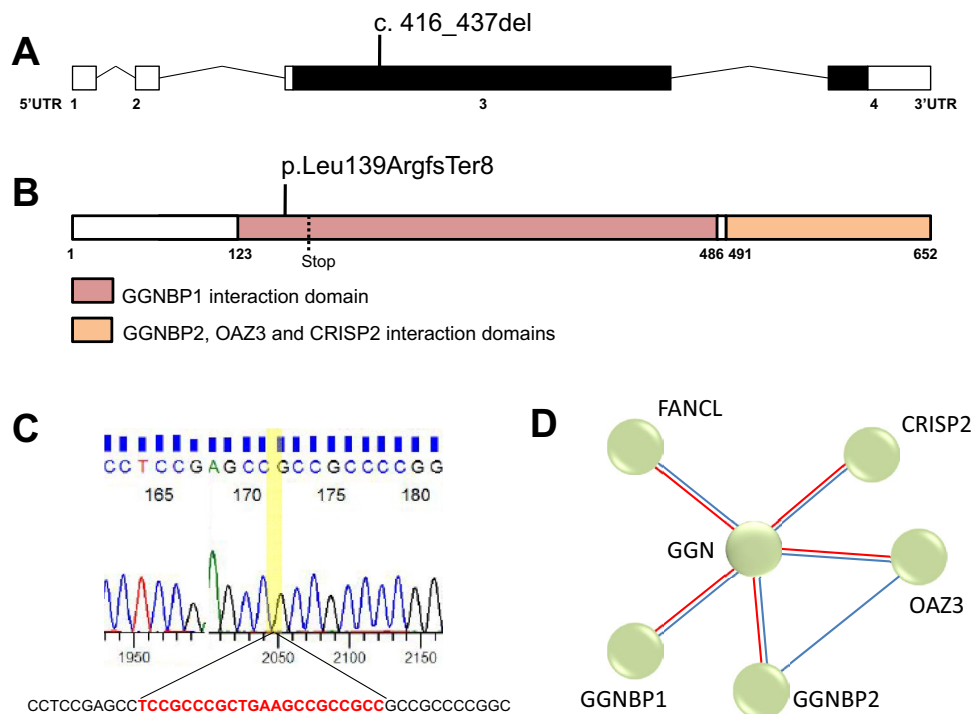 A
c. 416_437del
5'UTR 1 2 3 4 3'UTR
B
p.Leu139ArgfsTer8
1 123 Stop 486 491 652
GGNBP1 interaction domain
GGNBP2, OAZ3 and CRISP2 interaction domains
C
CCTCCGAGCCGCCGCCCCGG
165 170 175 180
1950 2050 2100 2150
CCTCCGAGCCTCCGCCCGCTGAAGCCGCCGCCGCCGCCCCGGC
D
FANCL
CRISP2
GGN
OAZ3
GGNBP1
GGNBP2